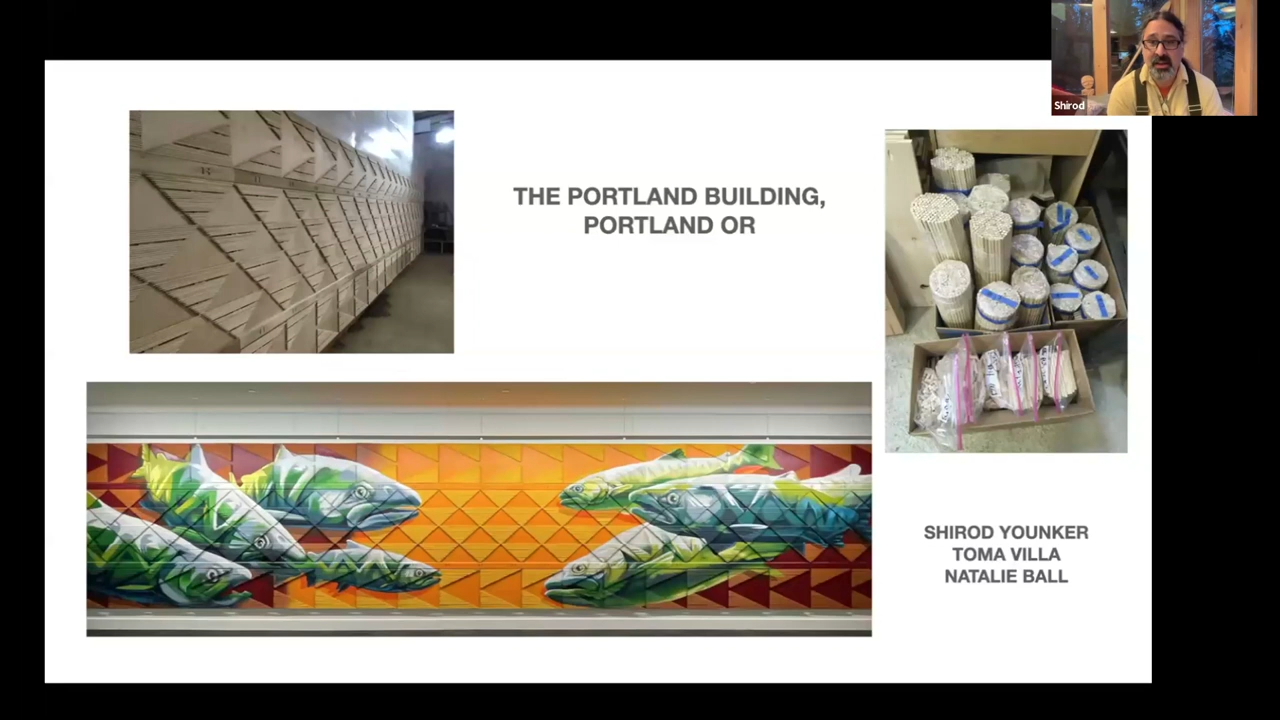 Shirod
THE PORTLAND BUILDING,
PORTLAND OR
SHIROD YOUNKER
TOMA VILLA
NATALIE BALL